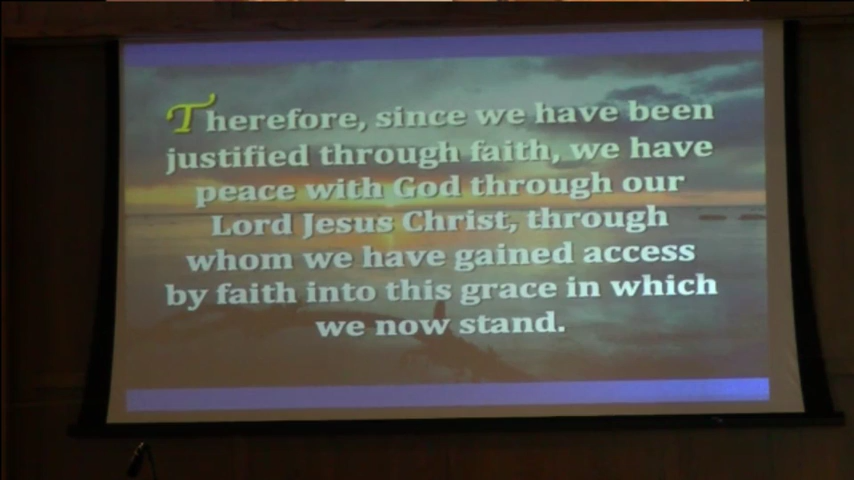 Therefore, since we have been
justified through faith, we have
peace with God through our
Lord Jesus Christ, through
whom we have gained access
by faith into this grace in which
we now stand.